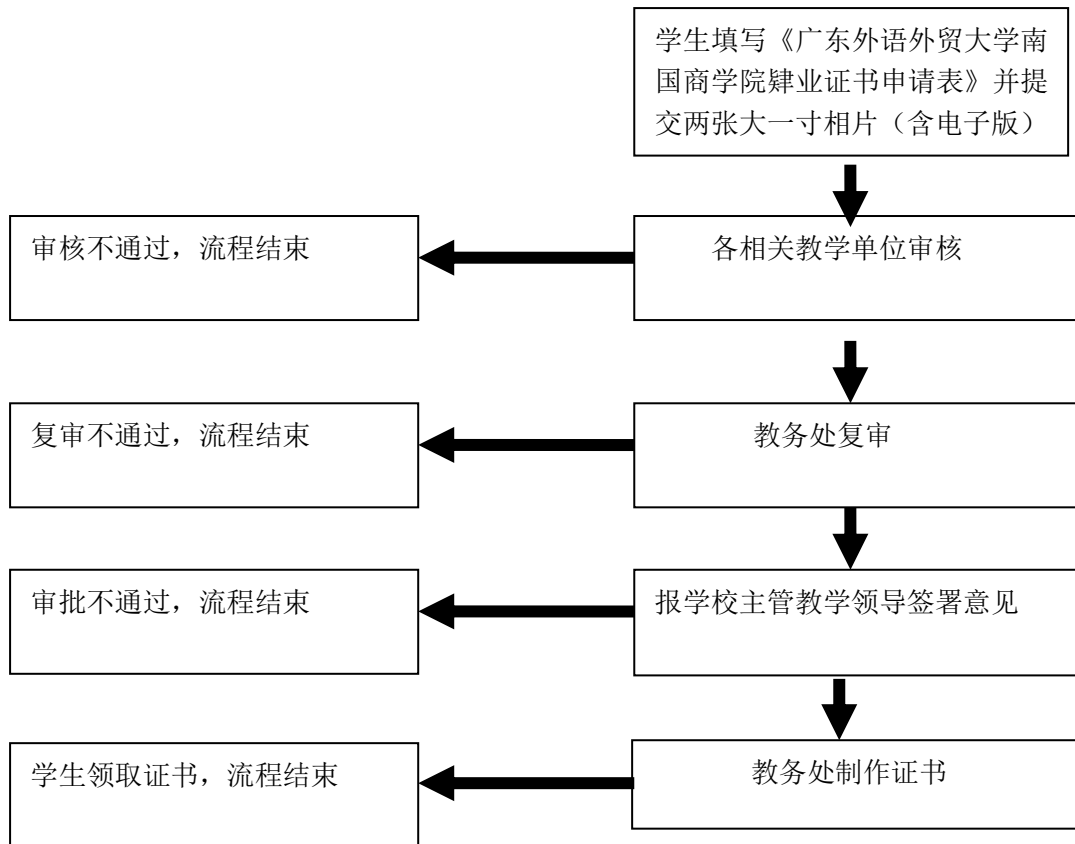 学生填写《广东外语外贸大学南
国商学院肄业证书申请表》并提
交两张大一寸相片（含电子版）
审核不通过，流程结束
各相关教学单位审核
复审不通过，流程结束
教务处复审
审批不通过，流程结束
报学校主管教学领导签署意见
学生领取证书，流程结束
教务处制作证书